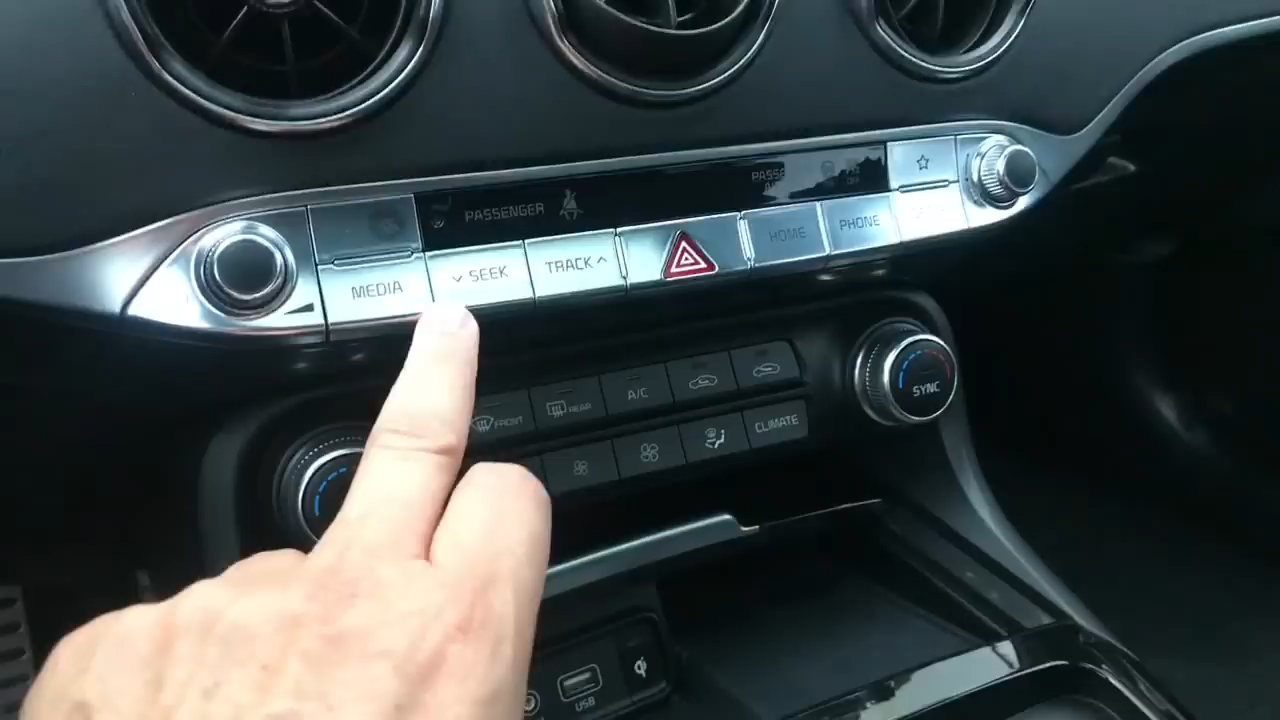 PASSENGER
MEDIA
SEEK
TRACK
HOME
PHONE
FRONT
REAR
A/C
CLIMATE
SYNC
USB